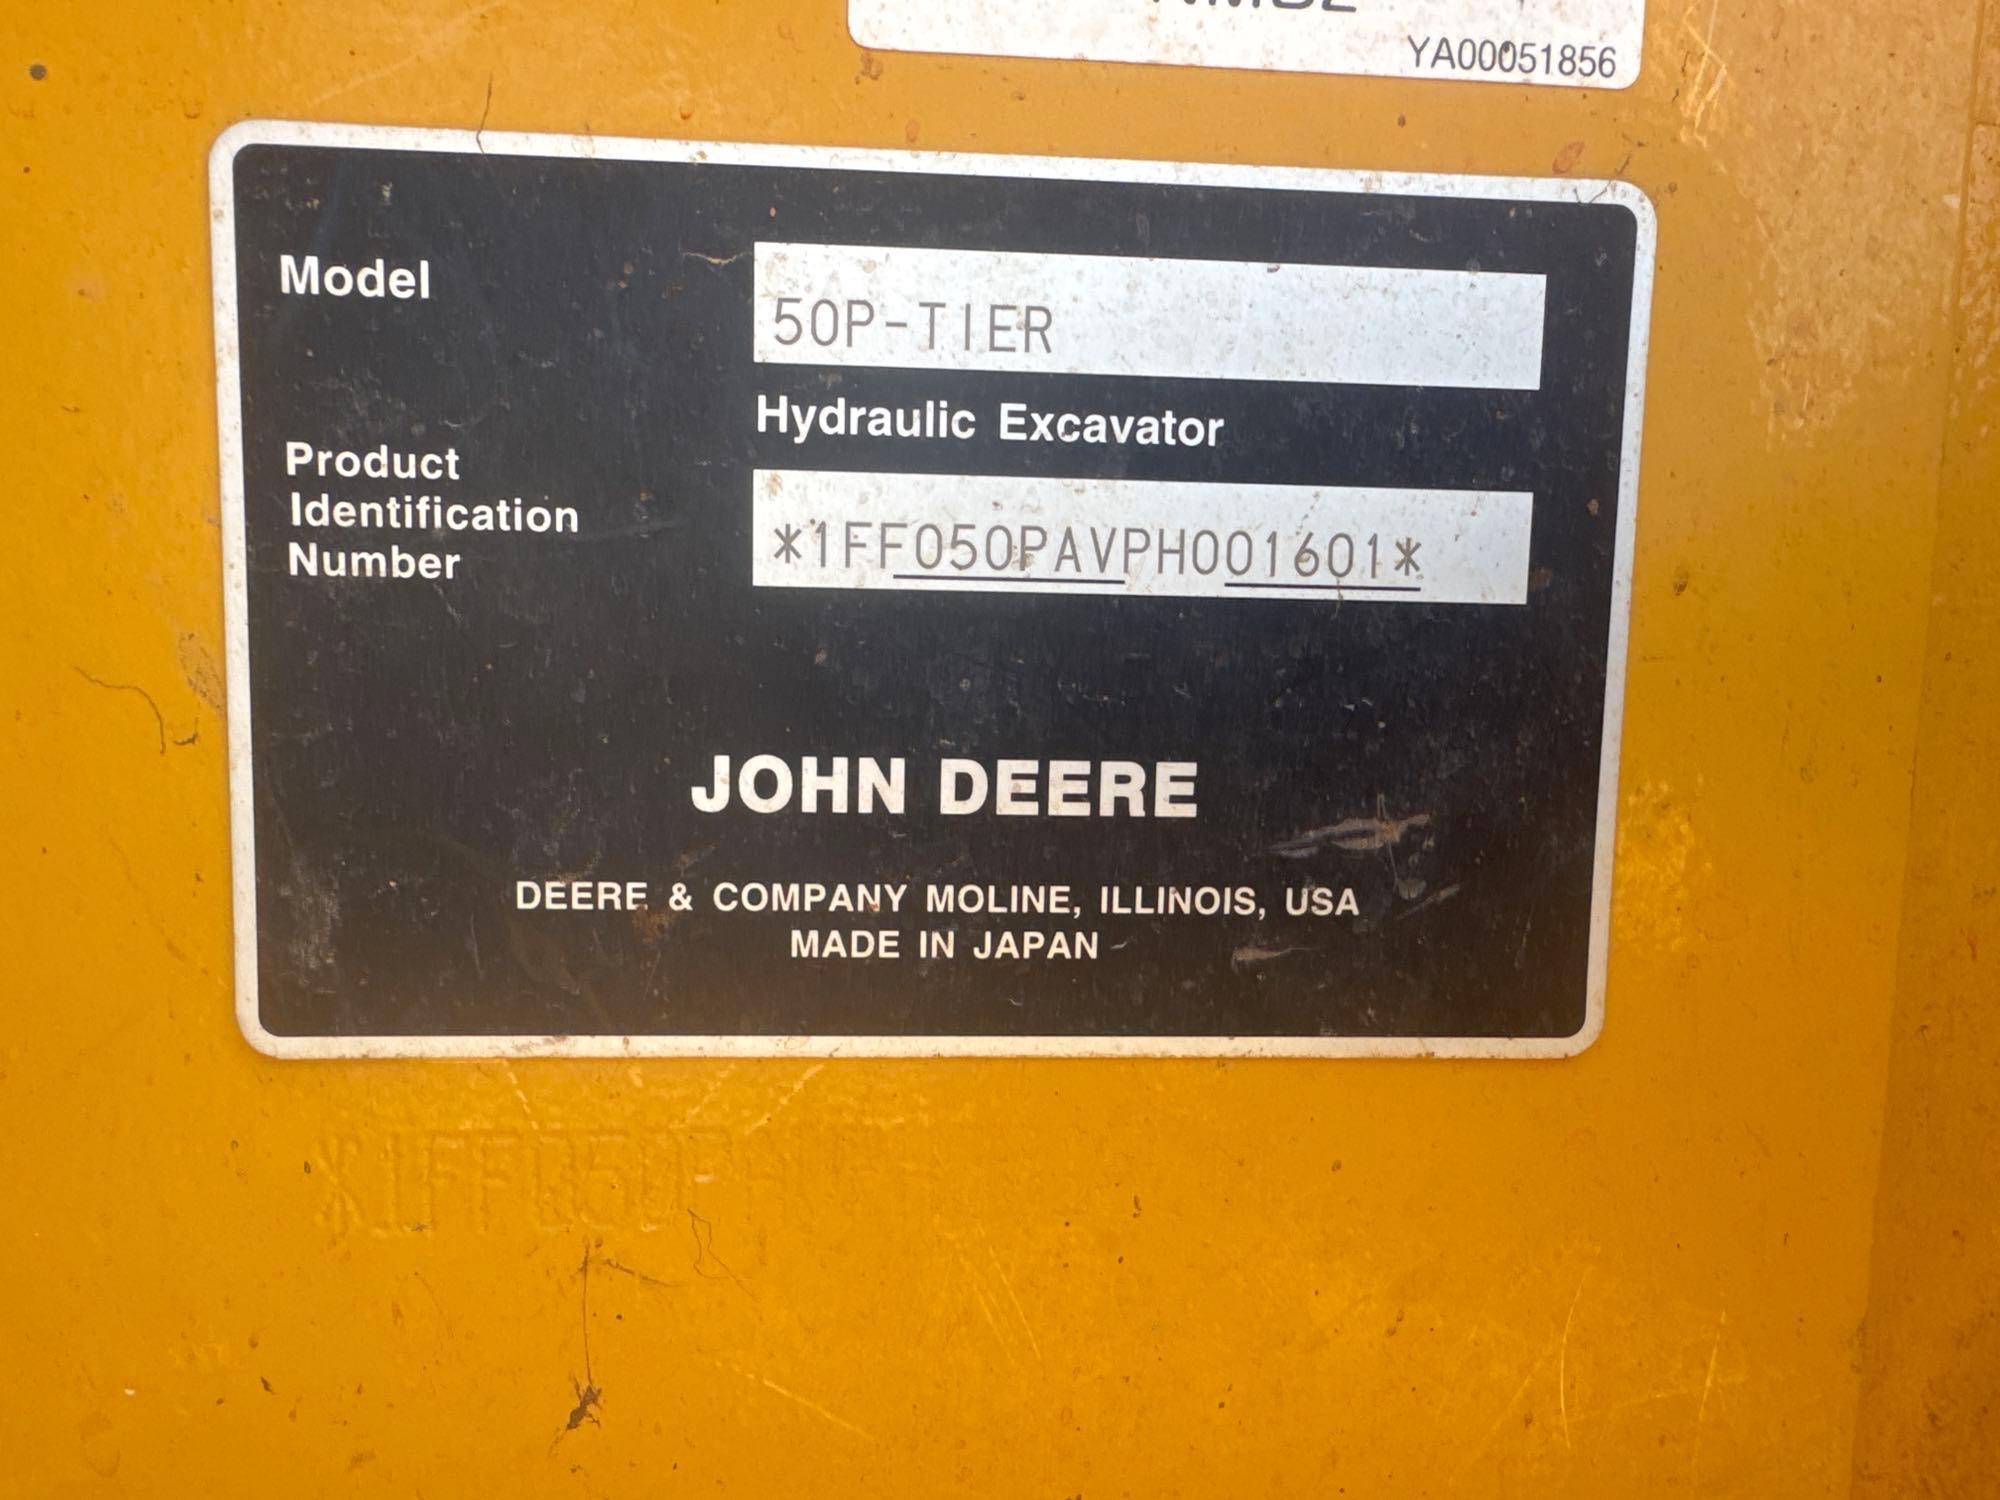 YA00051856
Model
50P-TIER
Hydraulic Excavator
Product
Identification
Number
*1FF050PAVPH001601*
JOHN DEERE
DEERE & COMPANY MOLINE, ILLINOIS, USA
MADE IN JAPAN
*1FF050PA